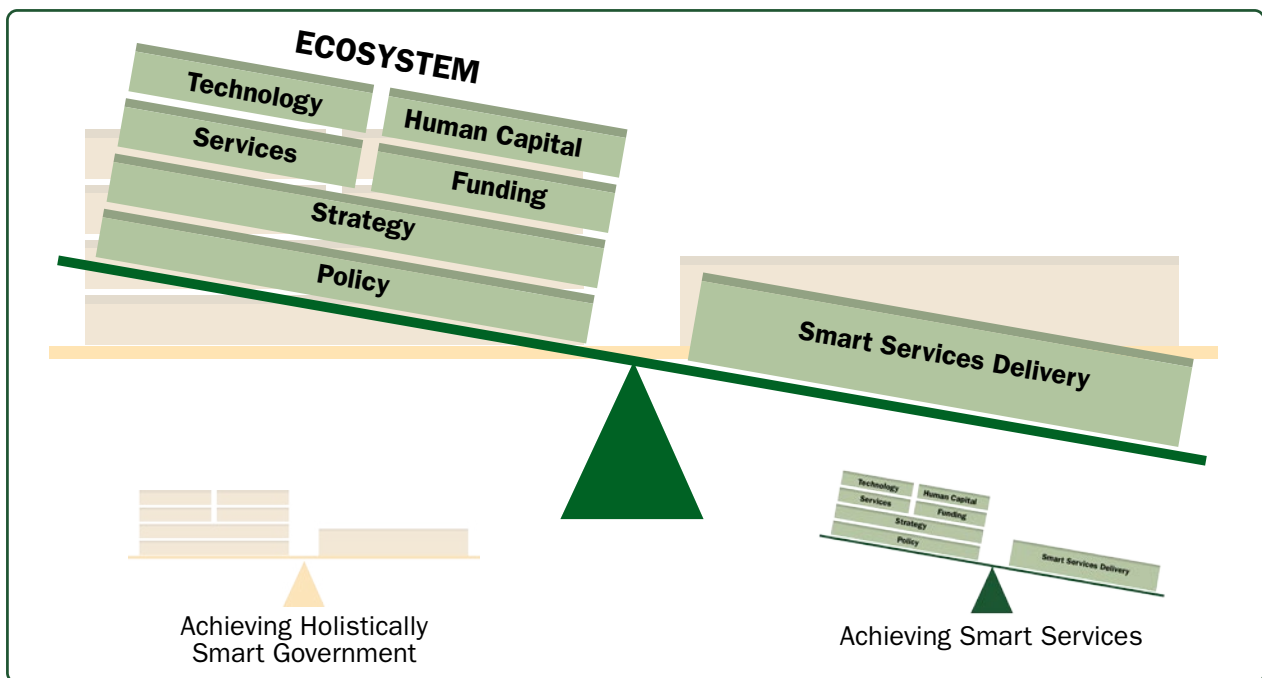 ECOSYSTEM
Technology
Human Capital
Services
Funding
Strategy
Policy
Smart Services Delivery
Technology
Human Capital
Services
Funding
Strategy
Policy
Smart Services Delivery
Achieving Holistically
Smart Government
Achieving Smart Services